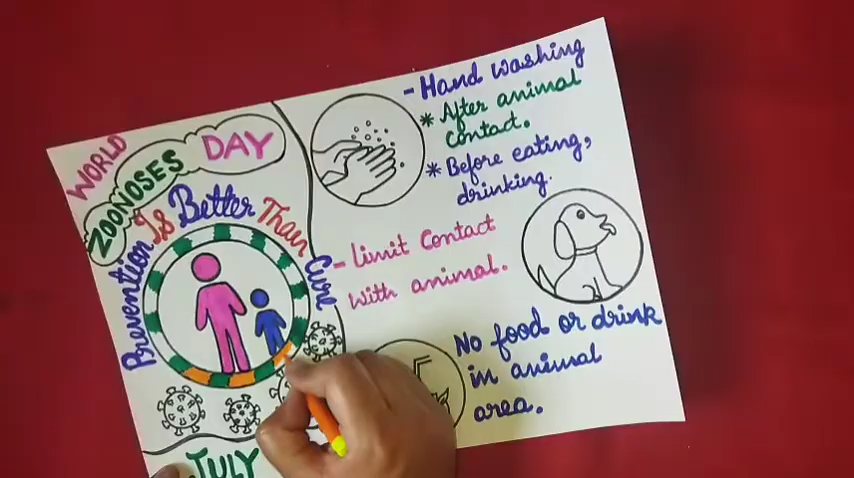 WORLD
ZOONOSES DAY
Prevention Is Better Than Cure
JULY
- Hand washing
* After animal
contact.
* Before eating,
drinking.
- Limit Contact
With animal.
No food or drink
in animal
area.